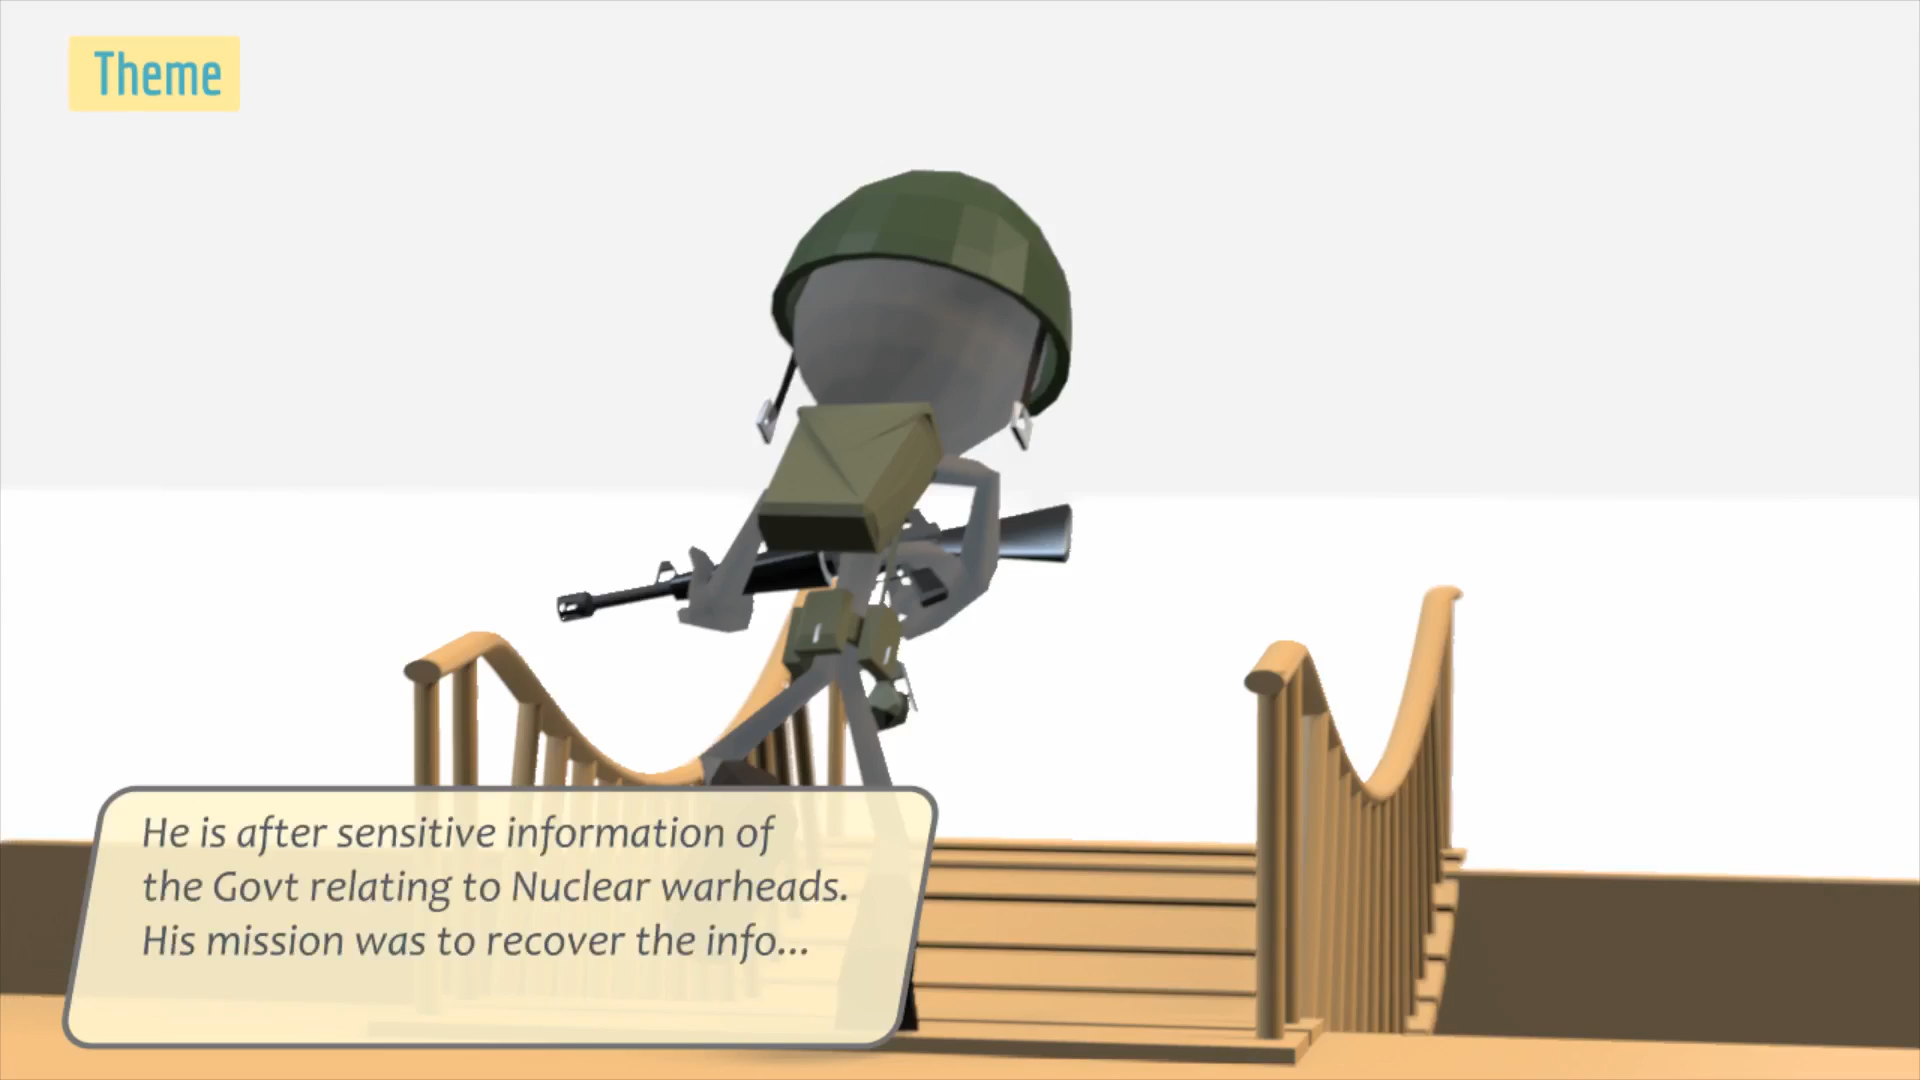 Theme
He is after sensitive information of
the Govt relating to Nuclear warheads.
His mission was to recover the info...